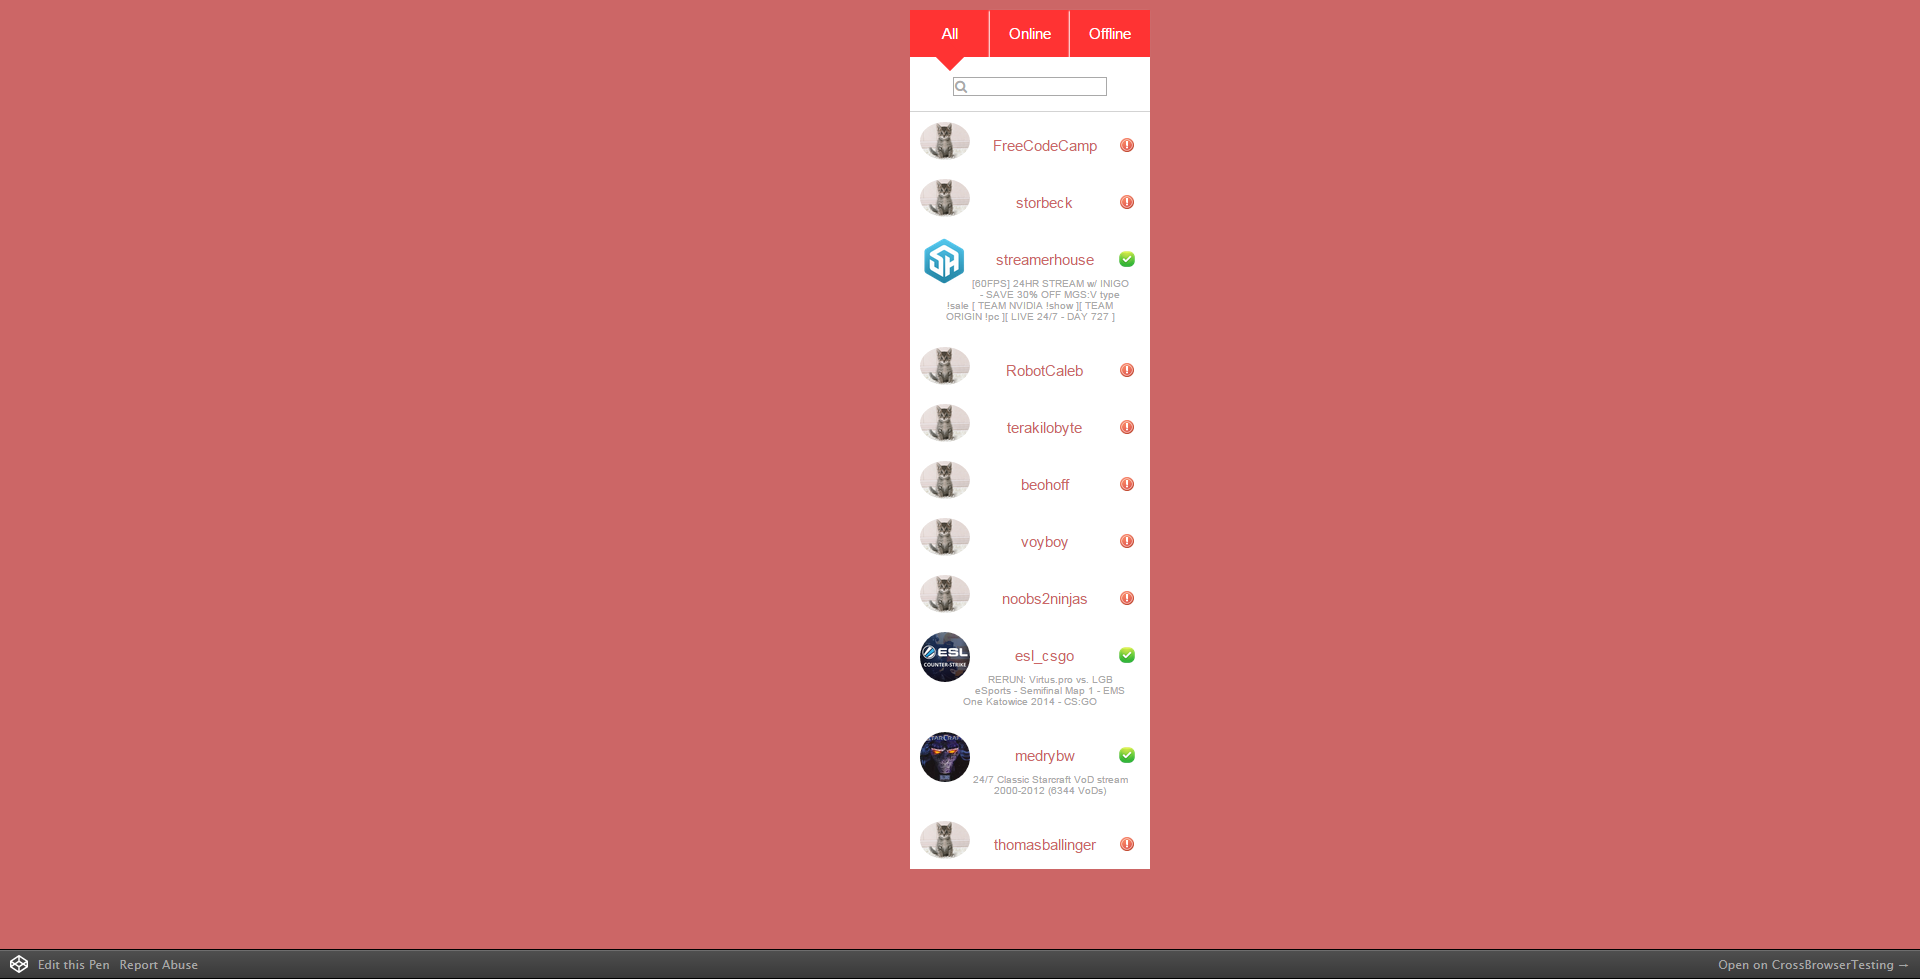 All Online Offline
FreeCodeCamp
storbeck
streamerhouse
[60FPS] 24HR STREAM w/ INIGO
- SAVE 30% OFF MGS:V type
!sale [ TEAM NVIDIA !show ][ TEAM
ORIGIN !pc ][ LIVE 24/7 - DAY 727 ]
RobotCaleb
terakilobyte
beohoff
voyboy
noobs2ninjas
ESL
COUNTER-STRIKE
esl_csgo
RERUN: Virtus.pro vs. LGB
eSports - Semifinal Map 1 - EMS
One Katowice 2014 - CS:GO
medrybw
24/7 Classic Starcraft VoD stream
2000-2012 (6344 VoDs)
thomasballinger
Edit this Pen Report Abuse Open on CrossBrowserTesting →